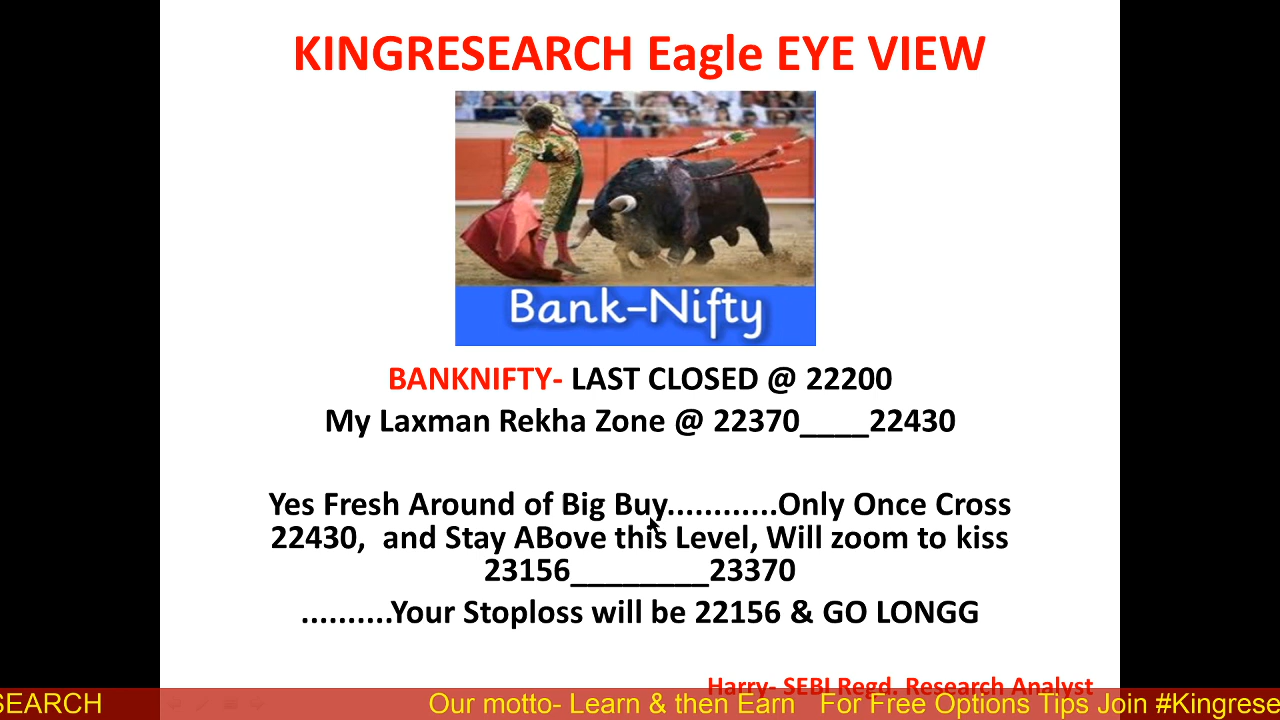 KINGRESEARCH Eagle EYE VIEW
Bank-Nifty
BANKNIFTY- LAST CLOSED @ 22200
My Laxman Rekha Zone @ 22370____22430
Yes Fresh Around of Big Buy............Only Once Cross
22430,  and Stay ABove this Level, Will zoom to kiss
23156________23370
..........Your Stoploss will be 22156 & GO LONGG
Harry- SEBI Regd. Research Analyst
SEARCH Our motto- Learn & then Earn For Free Options Tips Join #Kingrese